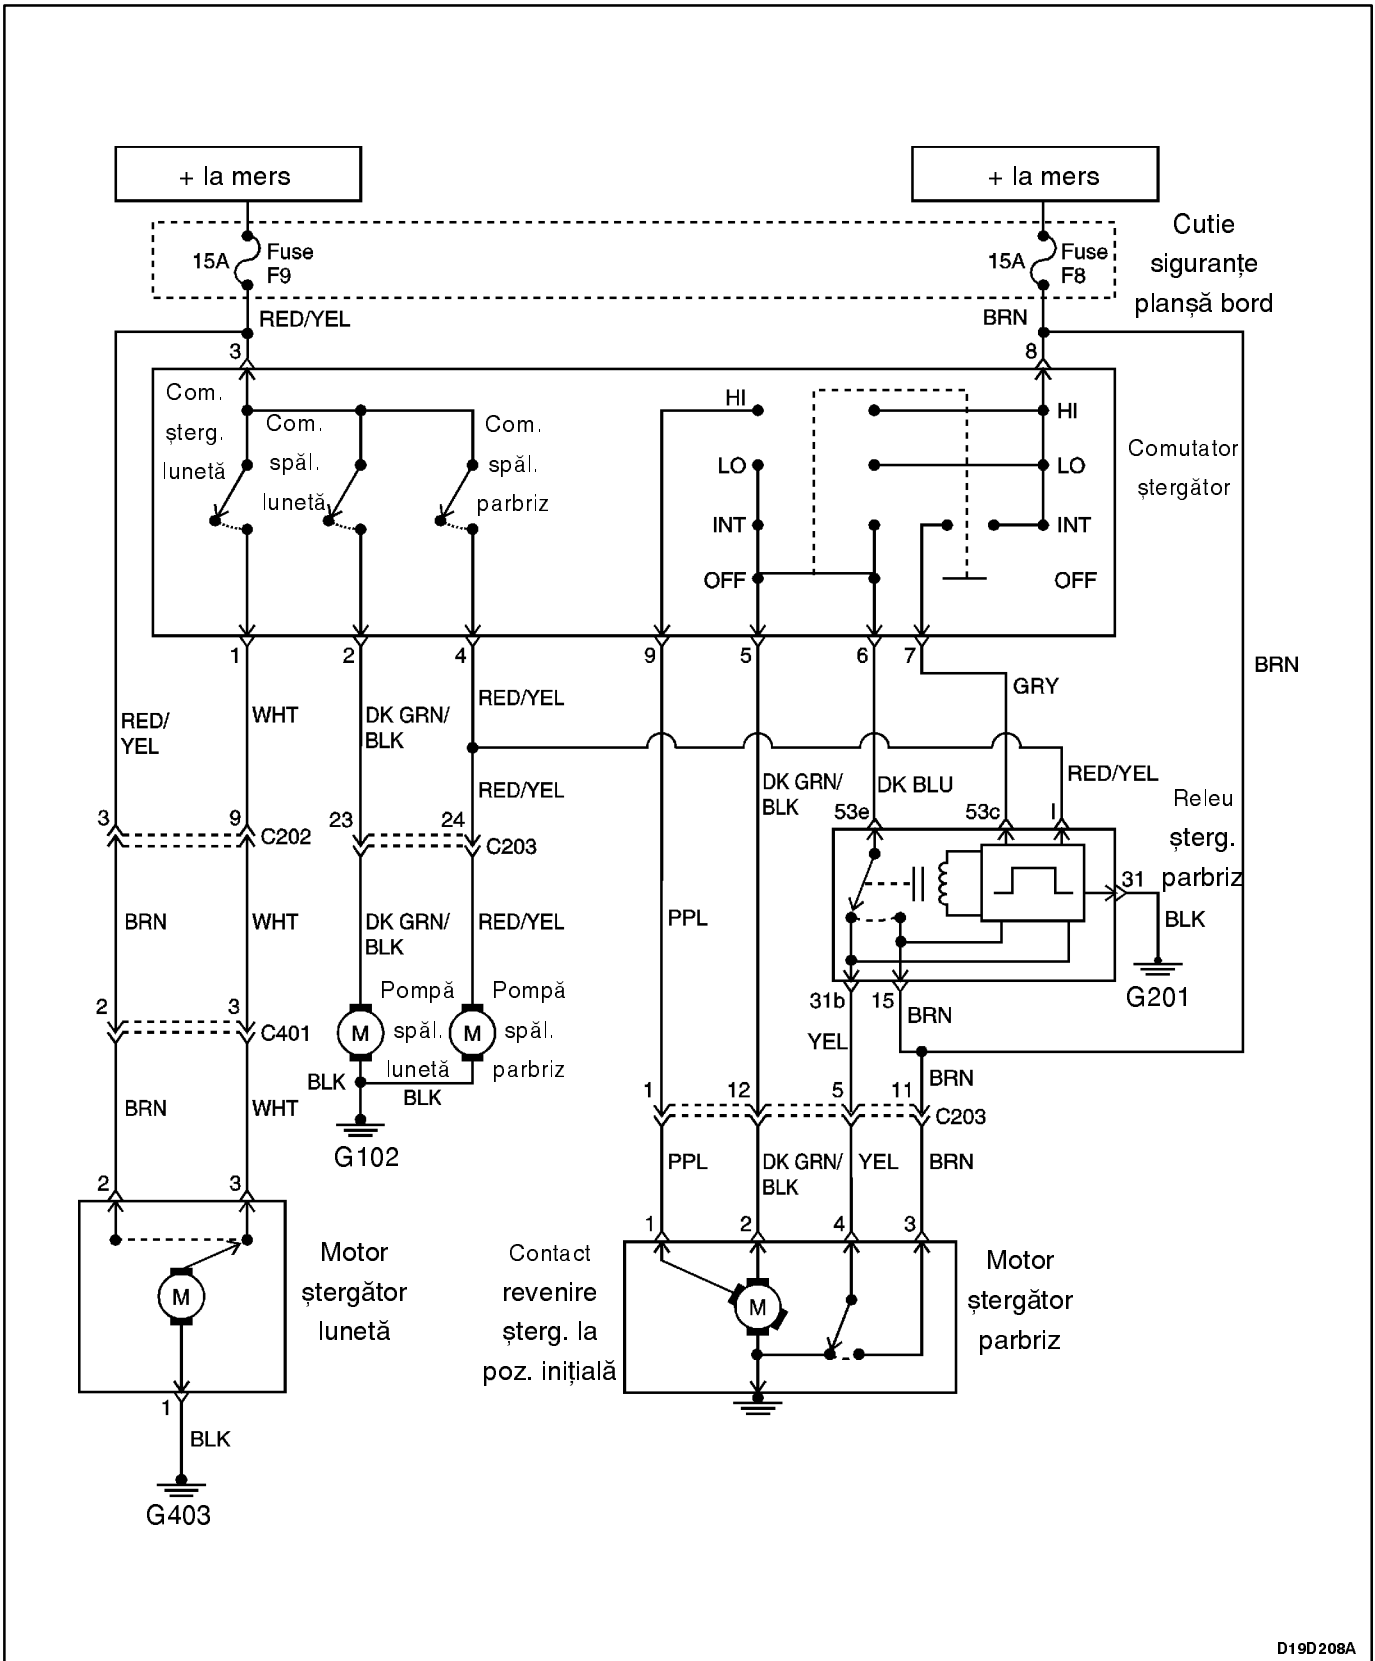 + la mers
+ la mers
15A
Fuse
F9
15A
Fuse
F8
Cutie
siguranțe
planșă bord
RED/YEL
BRN
3
8
Com.
șterg.
lunetă
Com.
spăl.
lunetă
Com.
spăl.
parbriz
HI
LO
INT
OFF
HI
LO
INT
OFF
Comutator
ștergător
1
2
4
9
5
6
7
RED/
YEL
WHT
DK GRN/
BLK
RED/YEL
GRY
BRN
RED/YEL
DK GRN/
BLK
DK BLU
RED/YEL
3
9
C202
23
24
C203
53e
53c
I
Releu
șterg.
parbriz
31
BLK
G201
BRN
WHT
DK GRN/
BLK
RED/YEL
PPL
31b
15
YEL
BRN
2
3
C401
Pompă
spăl.
lunetă
Pompă
spăl.
parbriz
M
M
BLK
BLK
G102
BRN
WHT
1
12
5
11
BRN
C203
PPL
DK GRN/
BLK
YEL
BRN
2
3
1
2
4
3
M
Motor
ștergător
lunetă
Contact
revenire
șterg. la
poz. inițială
M
Motor
ștergător
parbriz
1
BLK
G403
D19D208A